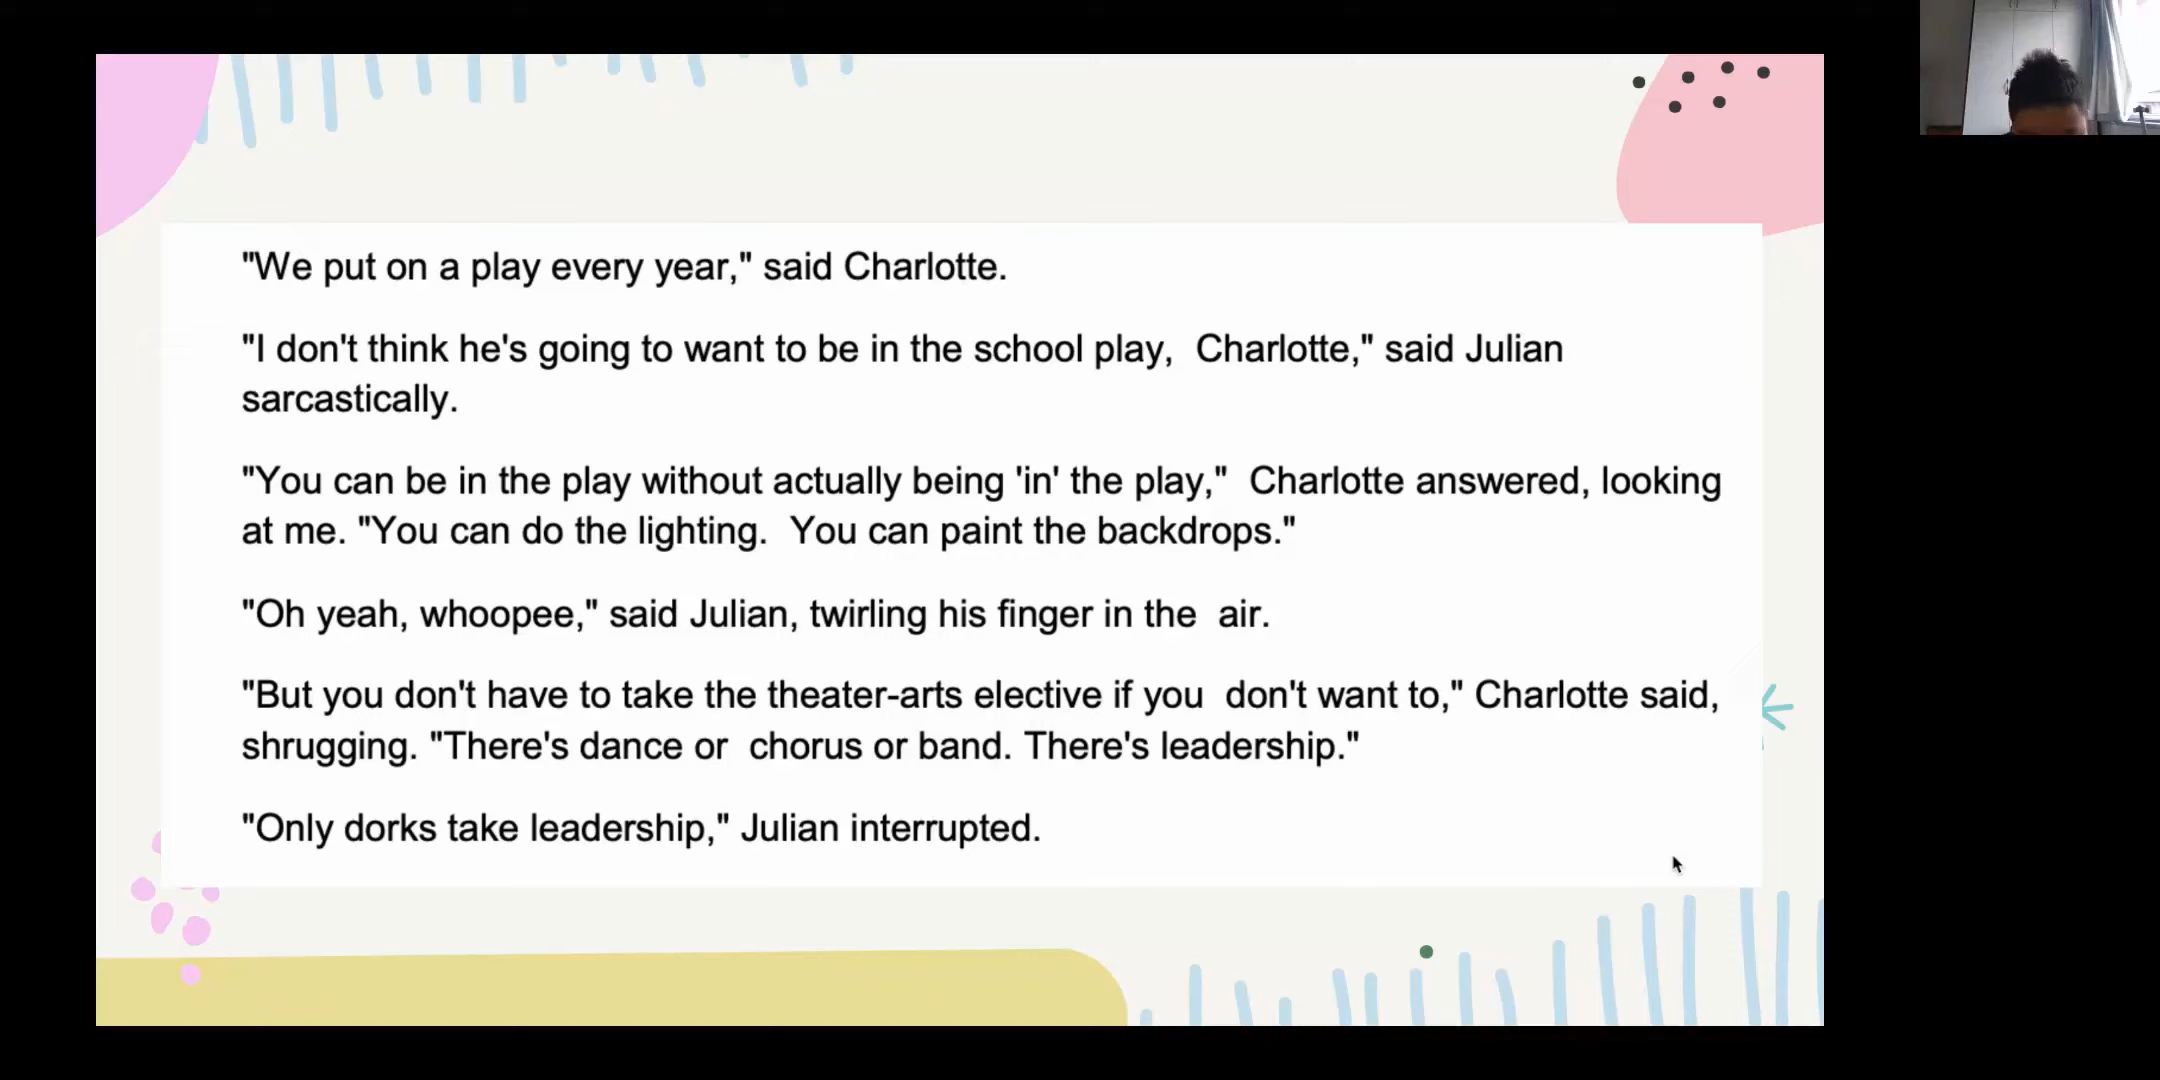 "We put on a play every year," said Charlotte.
"I don't think he's going to want to be in the school play,  Charlotte," said Julian
sarcastically.
"You can be in the play without actually being 'in' the play,"  Charlotte answered, looking
at me. "You can do the lighting.  You can paint the backdrops."
"Oh yeah, whoopee," said Julian, twirling his finger in the  air.
"But you don't have to take the theater-arts elective if you  don't want to," Charlotte said,
shrugging. "There's dance or  chorus or band. There's leadership."
"Only dorks take leadership," Julian interrupted.